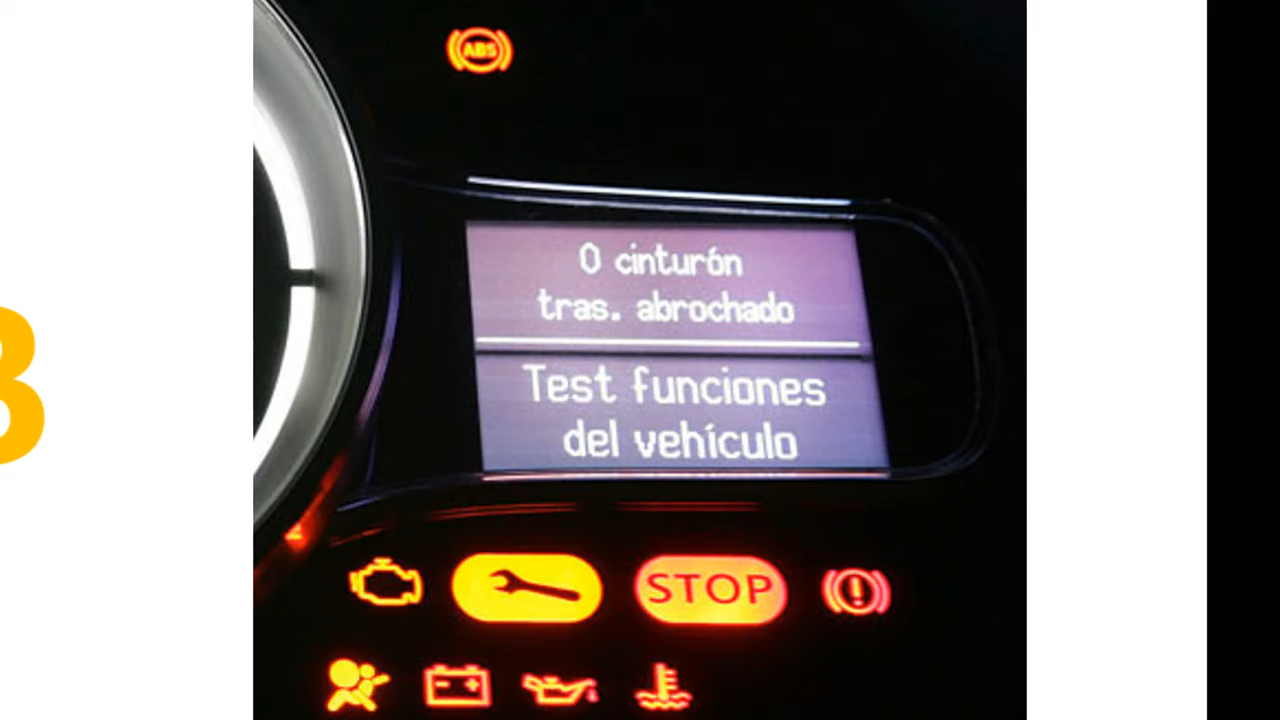 ABS
0 cinturón
tras. abrochado
Test funciones
del vehículo
STOP